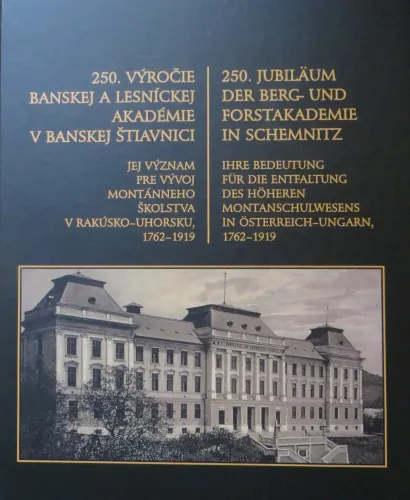 250. VÝROČIE
BANSKEJ A LESNÍCKEJ
AKADÉMIE
V BANSKEJ ŠTIAVNICI
JEJ VÝZNAM
PRE VÝVOJ
MONTÁNNEHO
ŠKOLSTVA
V RAKÚSKO–UHORSKU,
1762–1919
250. JUBILÄUM
DER BERG- UND
FORSTAKADEMIE
IN SCHEMNITZ
IHRE BEDEUTUNG
FÜR DIE ENTFALTUNG
DES HÖHEREN
MONTANSCHULWESENS
IN ÖSTERREICH–UNGARN,
1762–1919